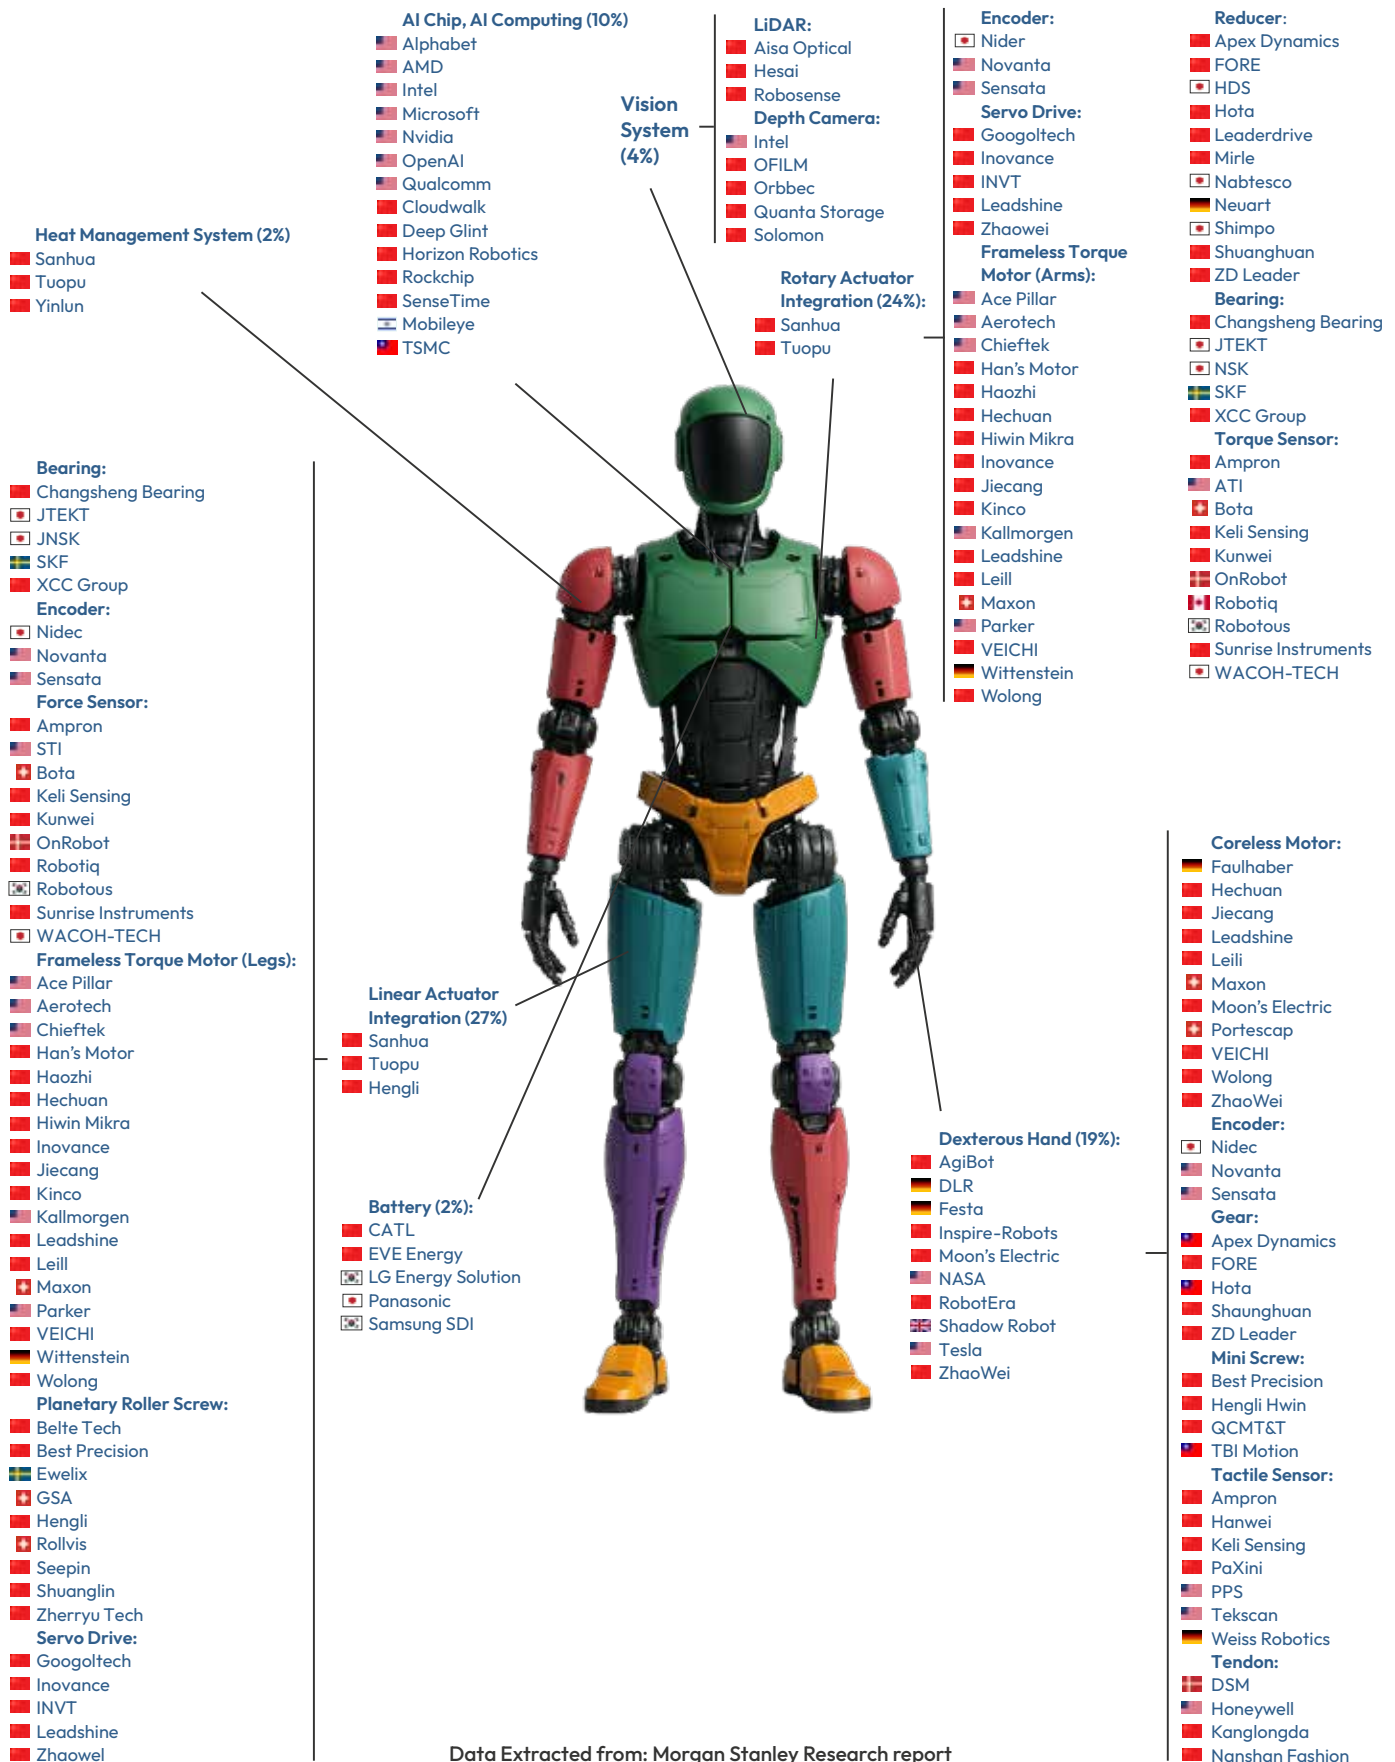 AI Chip, AI Computing (10%)
Alphabet
AMD
Intel
Microsoft
Nvidia
OpenAI
Qualcomm
Cloudwalk
Deep Glint
Horizon Robotics
Rockchip
SenseTime
Mobileye
TSMC
Vision
System
(4%)
LiDAR:
Aisa Optical
Hesai
Robosense
Depth Camera:
Intel
OFILM
Orbbec
Quanta Storage
Solomon
Rotary Actuator
Integration (24%):
Sanhua
Tuopu
Encoder:
Nider
Novanta
Sensata
Servo Drive:
Googoltech
Inovance
INVT
Leadshine
Zhaowei
Frameless Torque
Motor (Arms):
Ace Pillar
Aerotech
Chieftek
Han's Motor
Haozhi
Hechuan
Hiwin Mikra
Inovance
Jiecang
Kinco
Kallmorgen
Leadshine
Leill
Maxon
Parker
VEICHI
Wittenstein
Wolong
Reducer:
Apex Dynamics
FORE
HDS
Hota
Leaderdrive
Mirle
Nabtesco
Neuart
Shimpo
Shuanghuan
ZD Leader
Bearing:
Changsheng Bearing
JTEKT
NSK
SKF
XCC Group
Torque Sensor:
Ampron
ATI
Bota
Keli Sensing
Kunwei
OnRobot
Robotiq
Robotous
Sunrise Instruments
WACOH-TECH
Heat Management System (2%)
Sanhua
Tuopu
Yinlun
Bearing:
Changsheng Bearing
JTEKT
JNSK
SKF
XCC Group
Encoder:
Nidec
Novanta
Sensata
Force Sensor:
Ampron
STI
Bota
Keli Sensing
Kunwei
OnRobot
Robotiq
Robotous
Sunrise Instruments
WACOH-TECH
Frameless Torque Motor (Legs):
Ace Pillar
Aerotech
Chieftek
Han's Motor
Haozhi
Hechuan
Hiwin Mikra
Inovance
Jiecang
Kinco
Kallmorgen
Leadshine
Leill
Maxon
Parker
VEICHI
Wittenstein
Wolong
Planetary Roller Screw:
Belte Tech
Best Precision
Ewelix
GSA
Hengli
Rollvis
Seepin
Shuanglin
Zherryu Tech
Servo Drive:
Googoltech
Inovance
INVT
Leadshine
Zhaowel
Linear Actuator
Integration (27%)
Sanhua
Tuopu
Hengli
Battery (2%):
CATL
EVE Energy
LG Energy Solution
Panasonic
Samsung SDI
Dexterous Hand (19%):
AgiBot
DLR
Festa
Inspire-Robots
Moon's Electric
NASA
RobotEra
Shadow Robot
Tesla
ZhaoWei
Coreless Motor:
Faulhaber
Hechuan
Jiecang
Leadshine
Leili
Maxon
Moon's Electric
Portescap
VEICHI
Wolong
ZhaoWei
Encoder:
Nidec
Novanta
Sensata
Gear:
Apex Dynamics
FORE
Hota
Shaunghuan
ZD Leader
Mini Screw:
Best Precision
Hengli Hwin
QCMT&T
TBI Motion
Tactile Sensor:
Ampron
Hanwei
Keli Sensing
PaXini
PPS
Tekscan
Weiss Robotics
Tendon:
DSM
Honeywell
Kanglongda
Nanshan Fashion
Data Extracted from: Morgan Stanley Research report